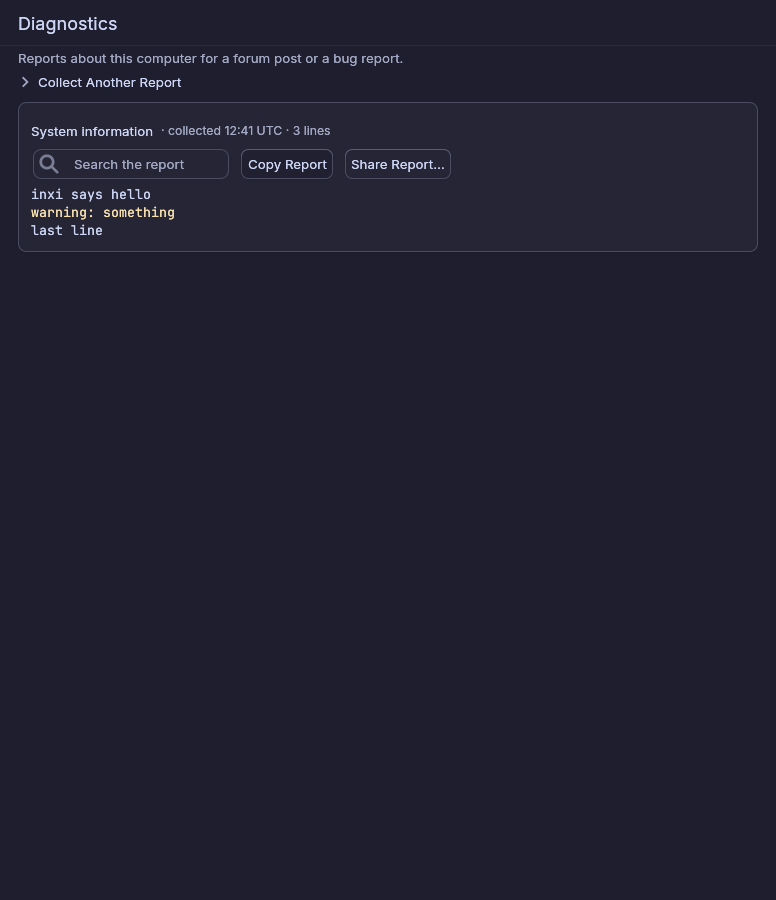 Diagnostics
Reports about this computer for a forum post or a bug report.
Collect Another Report
System information · collected 12:41 UTC · 3 lines
Search the report Copy Report Share Report...
inxi says hello
warning: something
last line